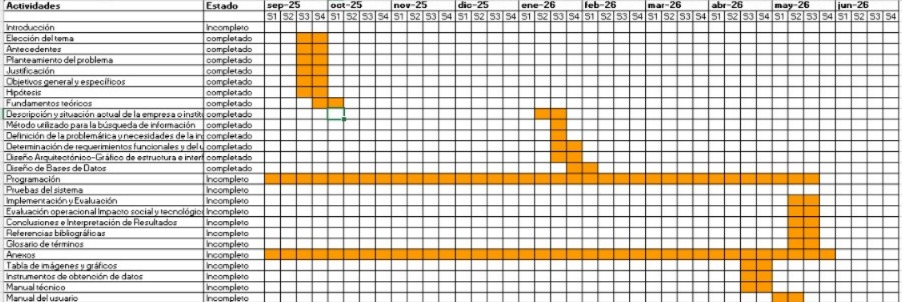 Actividades Estado sep-25 oct-25 nov-25 dic-25 ene-26 feb-26 mar-26 abr-26 may-26 jun-26
S1 S2 S3 S4 S1 S2 S3 S4 S1 S2 S3 S4 S1 S2 S3 S4 S1 S2 S3 S4 S1 S2 S3 S4 S1 S2 S3 S4 S1 S2 S3 S4 S1 S2 S3 S4 S1 S2 S3 S4
Introducción Incompleto
Elección del tema completado
Antecedentes completado
Planteamiento del problema completado
Justificación completado
Objetivos general y específicos completado
Hipótesis completado
Fundamentos teóricos completado
Descripción y situación actual de la empresa o instit completado
Método utilizado para la búsqueda de información completado
Definición de la problemática y necesidades de la in completado
Determinación de requerimientos funcionales y del u completado
Diseño Arquitectónico-Gráfico de estructura e interf completado
Diseño de Bases de Datos completado
Programación Incompleto
Pruebas del sistema Incompleto
Implementación y Evaluación Incompleto
Evaluación operacional Impacto social y tecnológic Incompleto
Conclusiones e Interpretación de Resultados Incompleto
Referencias bibliográficas Incompleto
Glosario de términos Incompleto
Anexos Incompleto
Tabla de imágenes y gráficos Incompleto
Instrumentos de obtención de datos Incompleto
Manual técnico Incompleto
Manual del usuario Incompleto